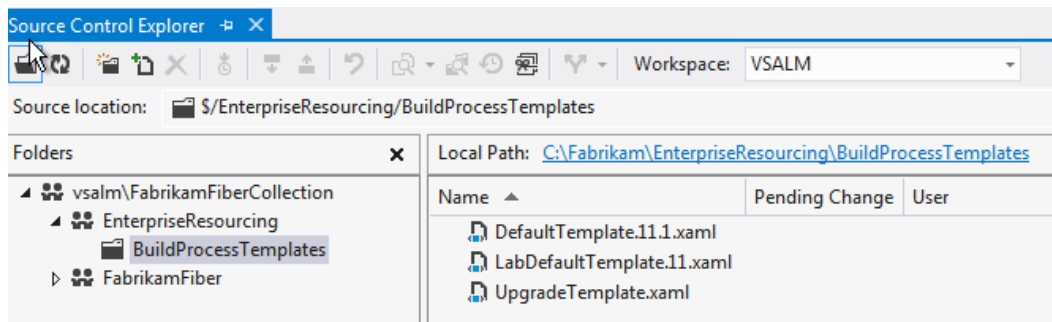 Source Control Explorer
Workspace: VSALM
Source location: $/EnterpriseResourcing/BuildProcessTemplates
Folders
Local Path: C:\Fabrikam\EnterpriseResourcing\BuildProcessTemplates
vsalm\FabrikamFiberCollection
EnterpriseResourcing
BuildProcessTemplates
FabrikamFiber
Name Pending Change User
DefaultTemplate.11.1.xaml
LabDefaultTemplate.11.xaml
UpgradeTemplate.xaml